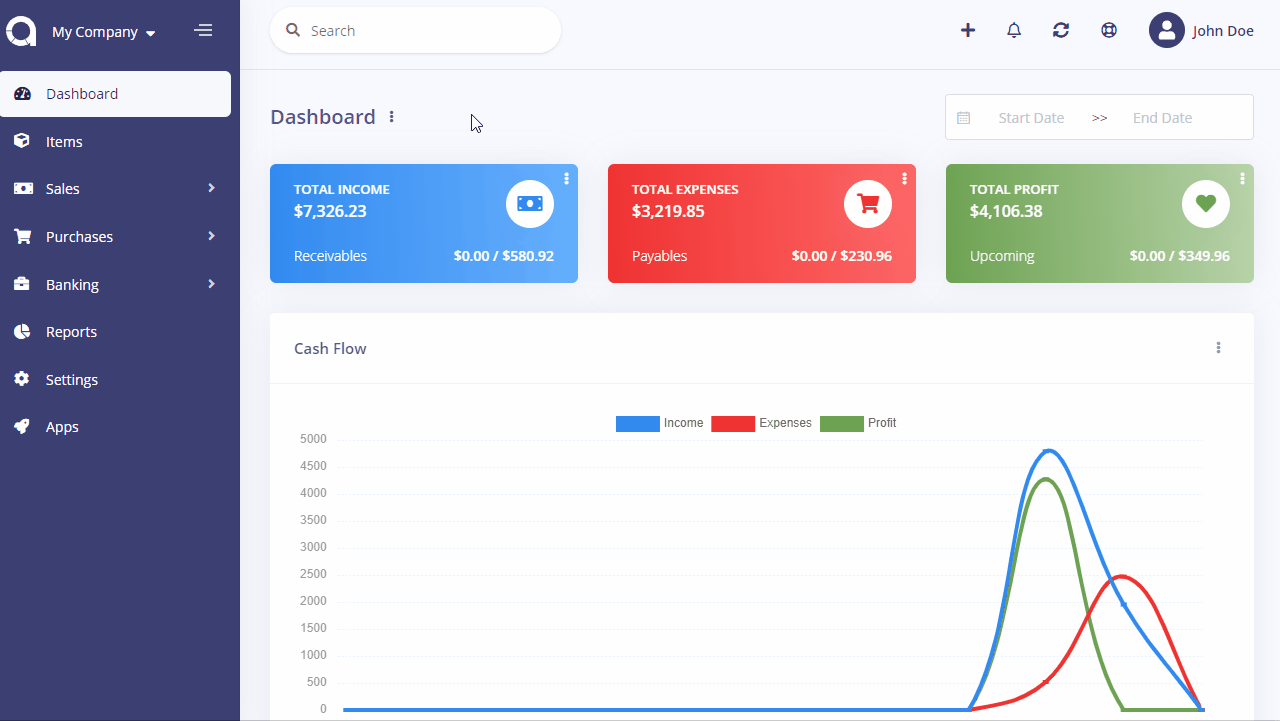 My Company
Search
John Doe
Dashboard
Items
Sales
Purchases
Banking
Reports
Settings
Apps
Dashboard
Start Date >> End Date
TOTAL INCOME
$7,326.23
Receivables $0.00 / $580.92
TOTAL EXPENSES
$3,219.85
Payables $0.00 / $230.96
TOTAL PROFIT
$4,106.38
Upcoming $0.00 / $349.96
Cash Flow
Income Expenses Profit
5000
4500
4000
3500
3000
2500
2000
1500
1000
500
0